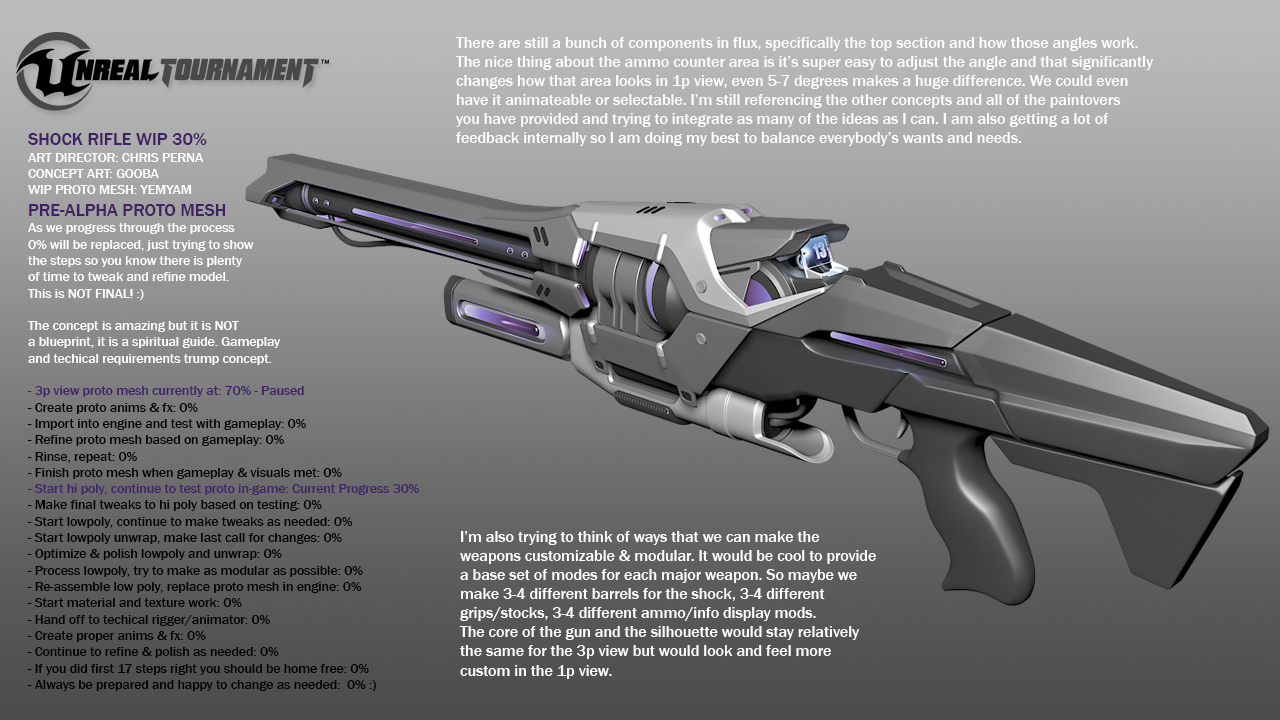 UNREAL TOURNAMENT™
SHOCK RIFLE WIP 30%
ART DIRECTOR: CHRIS PERNA
CONCEPT ART: GOOBA
WIP PROTO MESH: YEMYAM
PRE-ALPHA PROTO MESH
As we progress through the process
0% will be replaced, just trying to show
the steps so you know there is plenty
of time to tweak and refine model.
This is NOT FINAL! :)
The concept is amazing but it is NOT
a blueprint, it is a spiritual guide. Gameplay
and techical requirements trump concept.
- 3p view proto mesh currently at: 70% - Paused
- Create proto anims & fx: 0%
- Import into engine and test with gameplay: 0%
- Refine proto mesh based on gameplay: 0%
- Rinse, repeat: 0%
- Finish proto mesh when gameplay & visuals met: 0%
- Start hi poly, continue to test proto in-game: Current Progress 30%
- Make final tweaks to hi poly based on testing: 0%
- Start lowpoly, continue to make tweaks as needed: 0%
- Start lowpoly unwrap, make last call for changes: 0%
- Optimize & polish lowpoly and unwrap: 0%
- Process lowpoly, try to make as modular as possible: 0%
- Re-assemble low poly, replace proto mesh in engine: 0%
- Start material and texture work: 0%
- Hand off to techical rigger/animator: 0%
- Create proper anims & fx: 0%
- Continue to refine & polish as needed: 0%
- If you did first 17 steps right you should be home free: 0%
- Always be prepared and happy to change as needed:  0% :)
There are still a bunch of components in flux, specifically the top section and how those angles work.
The nice thing about the ammo counter area is it's super easy to adjust the angle and that significantly
changes how that area looks in 1p view, even 5-7 degrees makes a huge difference. We could even
have it animateable or selectable. I'm still referencing the other concepts and all of the paintovers
you have provided and trying to integrate as many of the ideas as I can. I am also getting a lot of
feedback internally so I am doing my best to balance everybody's wants and needs.
13
I'm also trying to think of ways that we can make the
weapons customizable & modular. It would be cool to provide
a base set of modes for each major weapon. So maybe we
make 3-4 different barrels for the shock, 3-4 different
grips/stocks, 3-4 different ammo/info display mods.
The core of the gun and the silhouette would stay relatively
the same for the 3p view but would look and feel more
custom in the 1p view.